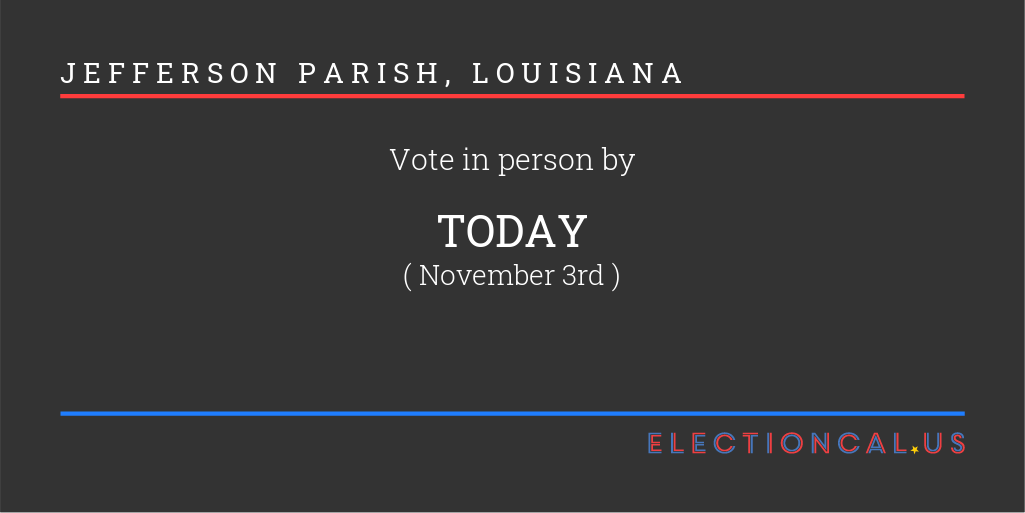 JEFFERSON PARISH, LOUISIANA
Vote in person by
TODAY
( November 3rd )
ELECTIONCAL.US